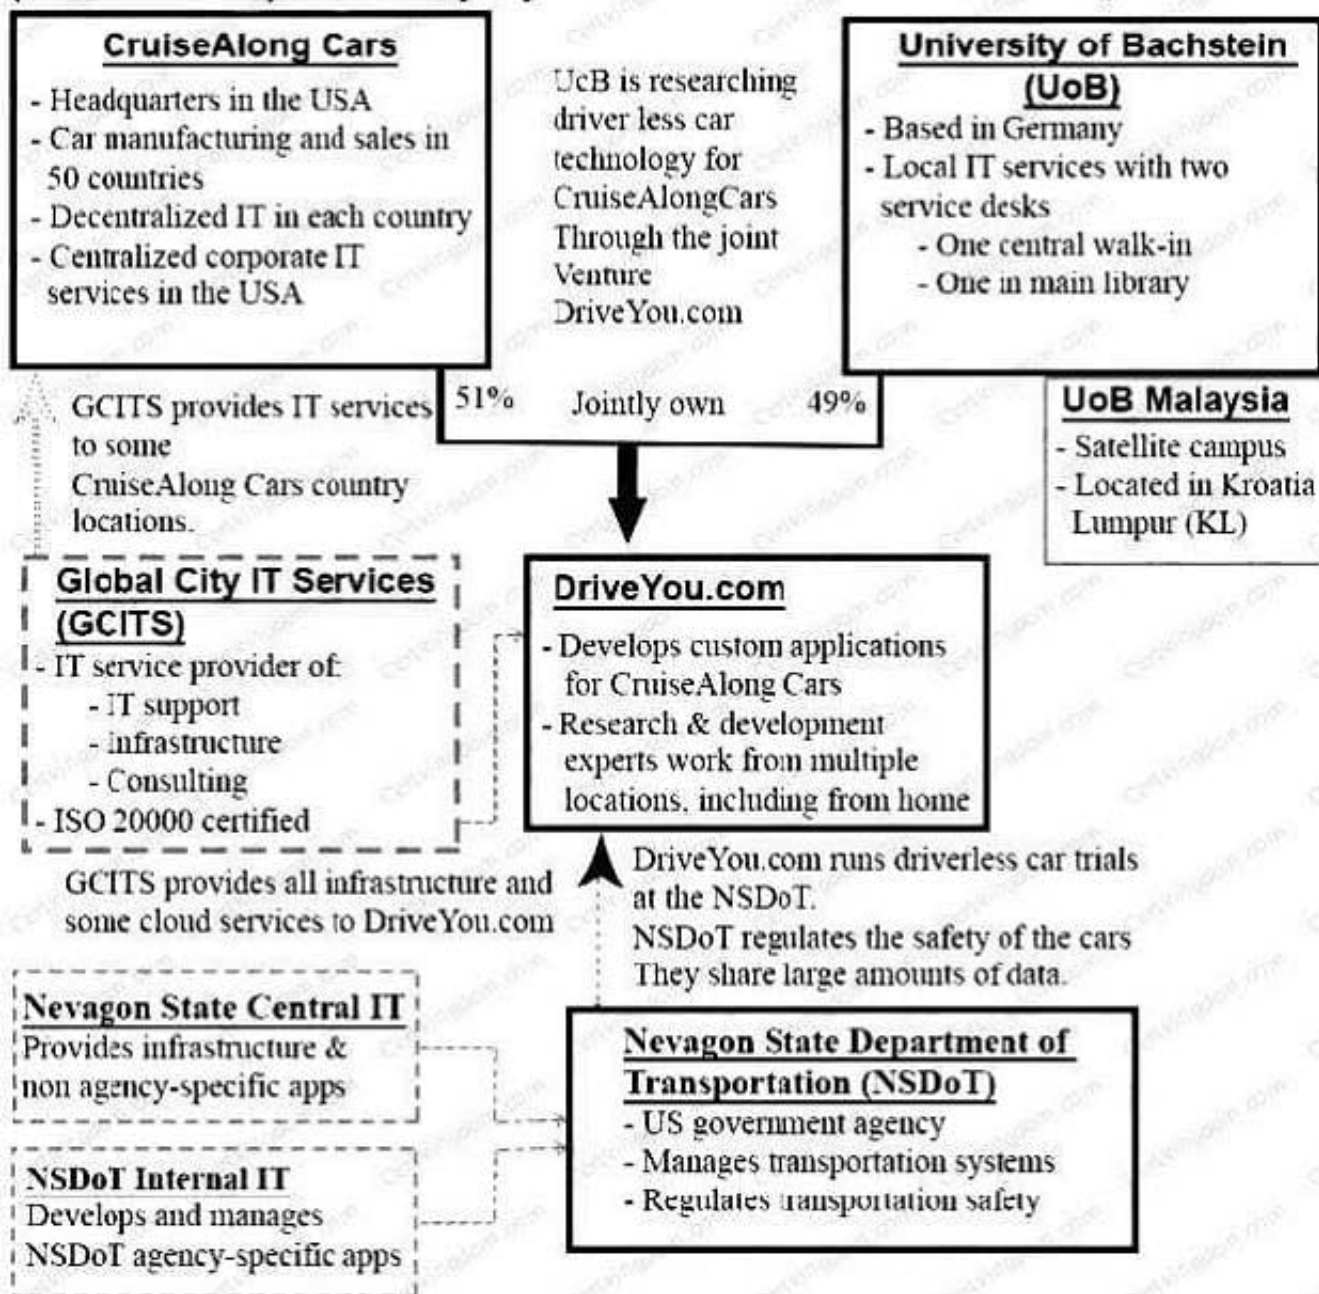 CruiseAlong Cars
- Headquarters in the USA
- Car manufacturing and sales in
50 countries
- Decentralized IT in each country
- Centralized corporate IT
services in the USA
UcB is researching
driver less car
technology for
CruiseAlongCars
Through the joint
Venture
DriveYou.com
University of Bachstein
(UoB)
- Based in Germany
- Local IT services with two
service desks
- One central walk-in
- One in main library
51%
Jointly own
49%
UoB Malaysia
- Satellite campus
- Located in Kroatia
Lumpur (KL)
GCITS provides IT services
to some
CruiseAlong Cars country
locations.
Global City IT Services
(GCITS)
- IT service provider of:
- IT support
- Infrastructure
- Consulting
- ISO 20000 certified
DriveYou.com
- Develops custom applications
for CruiseAlong Cars
- Research & development
experts work from multiple
locations, including from home
GCITS provides all infrastructure and
some cloud services to DriveYou.com
DriveYou.com runs driverless car trials
at the NSDoT.
NSDoT regulates the safety of the cars
They share large amounts of data.
Nevagon State Central IT
Provides infrastructure &
non agency-specific apps
NSDoT Internal IT
Develops and manages
NSDoT agency-specific apps
Nevagon State Department of
Transportation (NSDoT)
- US government agency
- Manages transportation systems
- Regulates transportation safety